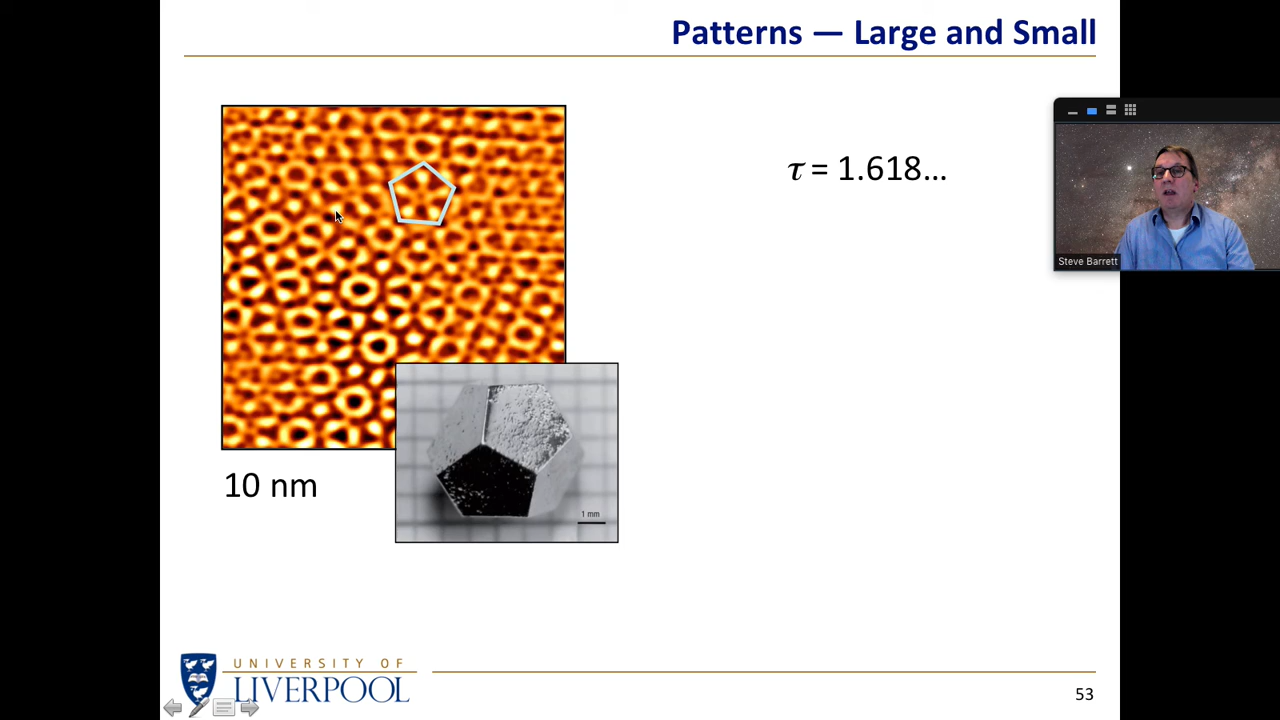 Patterns — Large and Small
τ = 1.618...
Steve Barrett
10 nm
1 mm
UNIVERSITY OF
LIVERPOOL
53